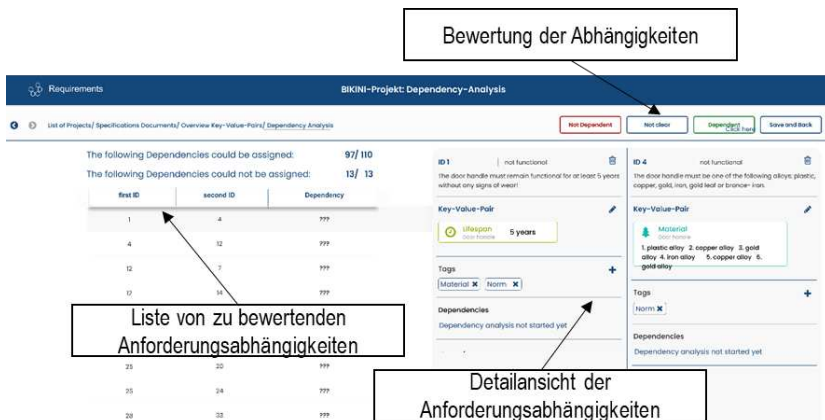 Bewertung der Abhängigkeiten
Requirements
BIKINI-Projekt: Dependency-Analysis
List of Projects/ Specifications Documents/ Overview Key-Value-Pairs/ Dependency Analysis
Not Dependent
Not clear
Dependent
Click here
Save and Back
The following Dependencies could be assigned: 97/ 110
The following Dependencies could not be assigned: 13/ 13
first ID second ID Dependency
1 4 ???
4 12 ???
12 7 ???
17 14 ???
25 20 ???
25 24 ???
28 32 ???
Liste von zu bewertenden
Anforderungsabhängigkeiten
ID 1 not functional
The door handle must remain functional for at least 5 years
without any signs of wear!
Key-Value-Pair
Lifespan
Door handle
5 years
Tags
Material Norm
Dependencies
Dependency analysis not started yet
ID 4 not functional
The door handle must be one of the following alloys: plastic,
copper, gold, iron, gold leaf or bronce- iron.
Key-Value-Pair
Material
Door handle
1. plastic alloy 2. copper alloy 3. gold
alloy 4. iron alloy 5. copper alloy 6.
gold alloy
Tags
Norm
Dependencies
Dependency analysis not started yet
Detailansicht der
Anforderungsabhängigkeiten